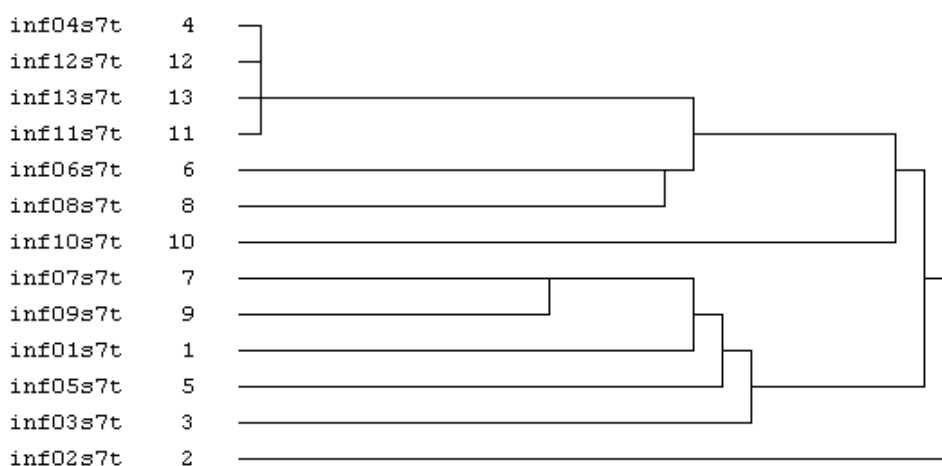 inf04s7t 4
inf12s7t 12
inf13s7t 13
inf11s7t 11
inf06s7t 6
inf08s7t 8
inf10s7t 10
inf07s7t 7
inf09s7t 9
inf01s7t 1
inf05s7t 5
inf03s7t 3
inf02s7t 2